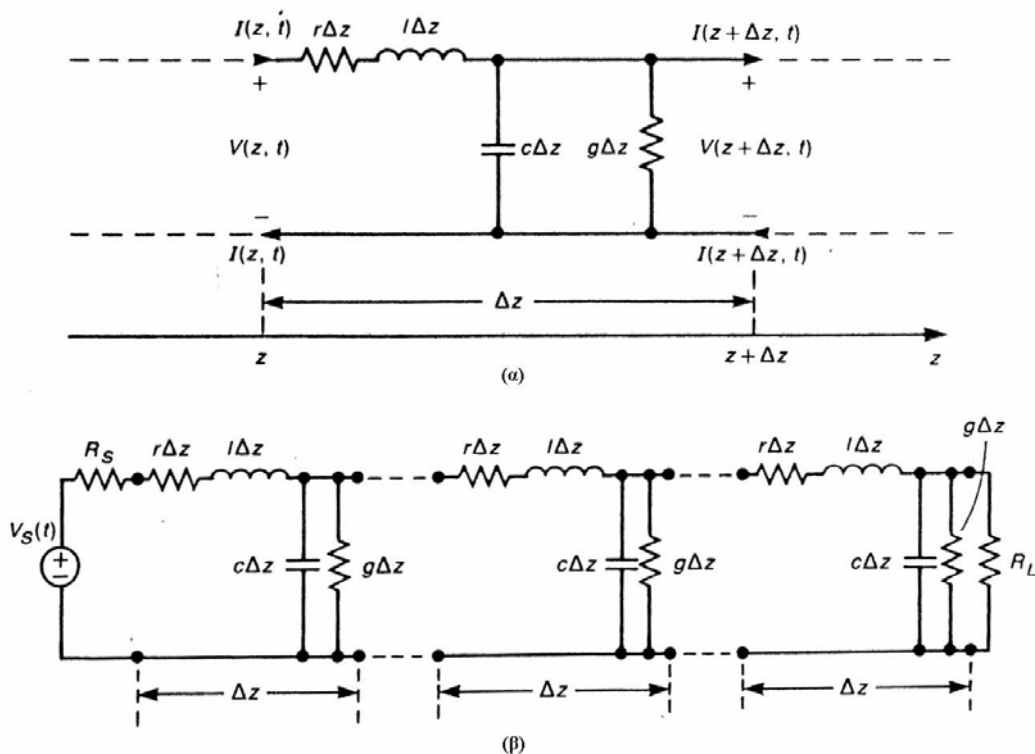 I(z, t) rΔz lΔz I(z + Δz, t)
+ +
V(z, t) cΔz gΔz V(z + Δz, t)
− −
I(z, t) I(z + Δz, t)
Δz
z z + Δz z
(α)
R_S rΔz lΔz rΔz lΔz rΔz lΔz gΔz
V_S(t) + − cΔz gΔz cΔz gΔz cΔz R_L
Δz Δz Δz
(β)